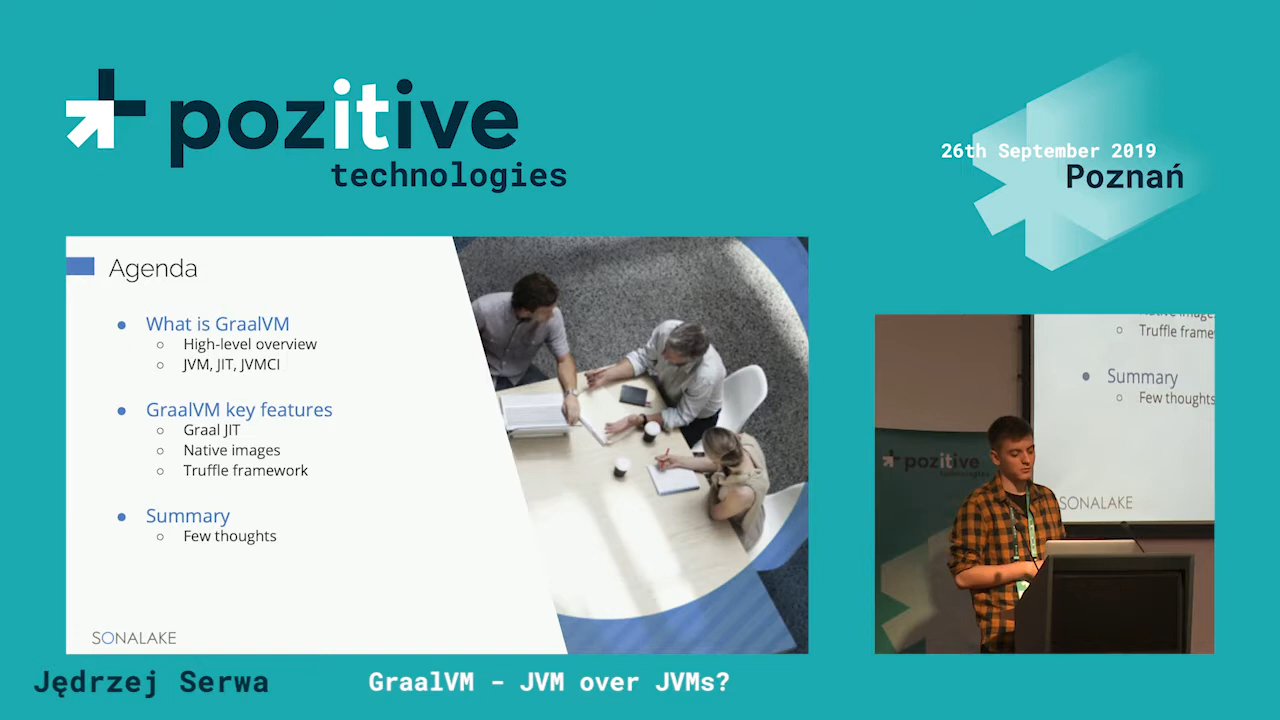 pozitive
technologies
26th September 2019
Poznań
Agenda
What is GraalVM
High-level overview
JVM, JIT, JVMCI
GraalVM key features
Graal JIT
Native images
Truffle framework
Summary
Few thoughts
SONALAKE
Truffle frame
Summary
Few thoughts
SONALAKE
pozitive
technologies
Jędrzej Serwa
GraalVM - JVM over JVMs?